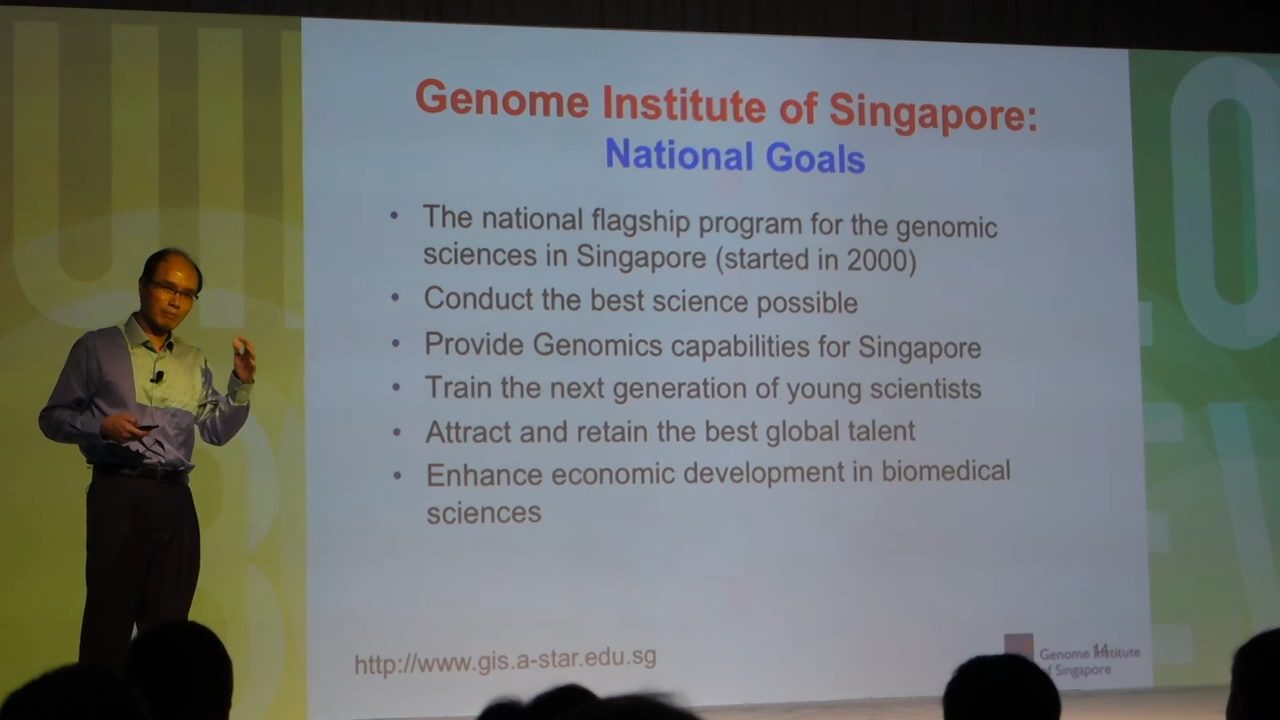 Genome Institute of Singapore:
National Goals
• The national flagship program for the genomic
sciences in Singapore (started in 2000)
• Conduct the best science possible
• Provide Genomics capabilities for Singapore
• Train the next generation of young scientists
• Attract and retain the best global talent
• Enhance economic development in biomedical
sciences
http://www.gis.a-star.edu.sg
14
Genome Institute
of Singapore